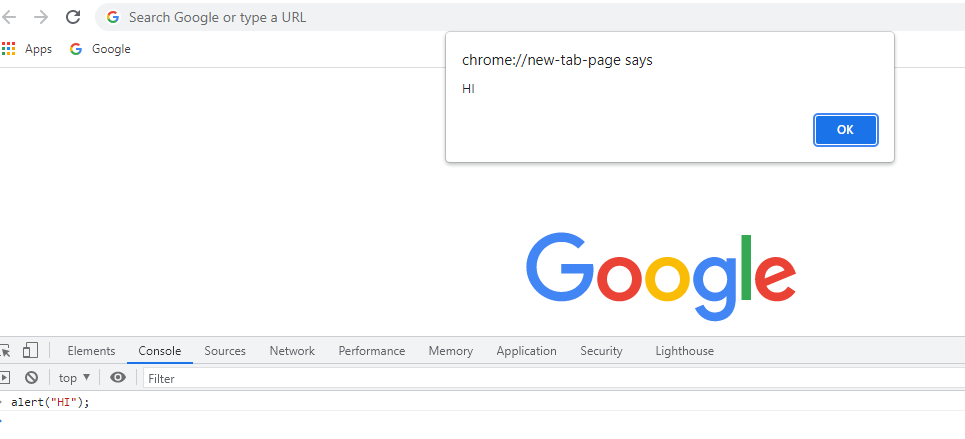 Search Google or type a URL
Apps Google
chrome://new-tab-page says
HI
OK
Google
Elements Console Sources Network Performance Memory Application Security Lighthouse
top Filter
alert("HI");